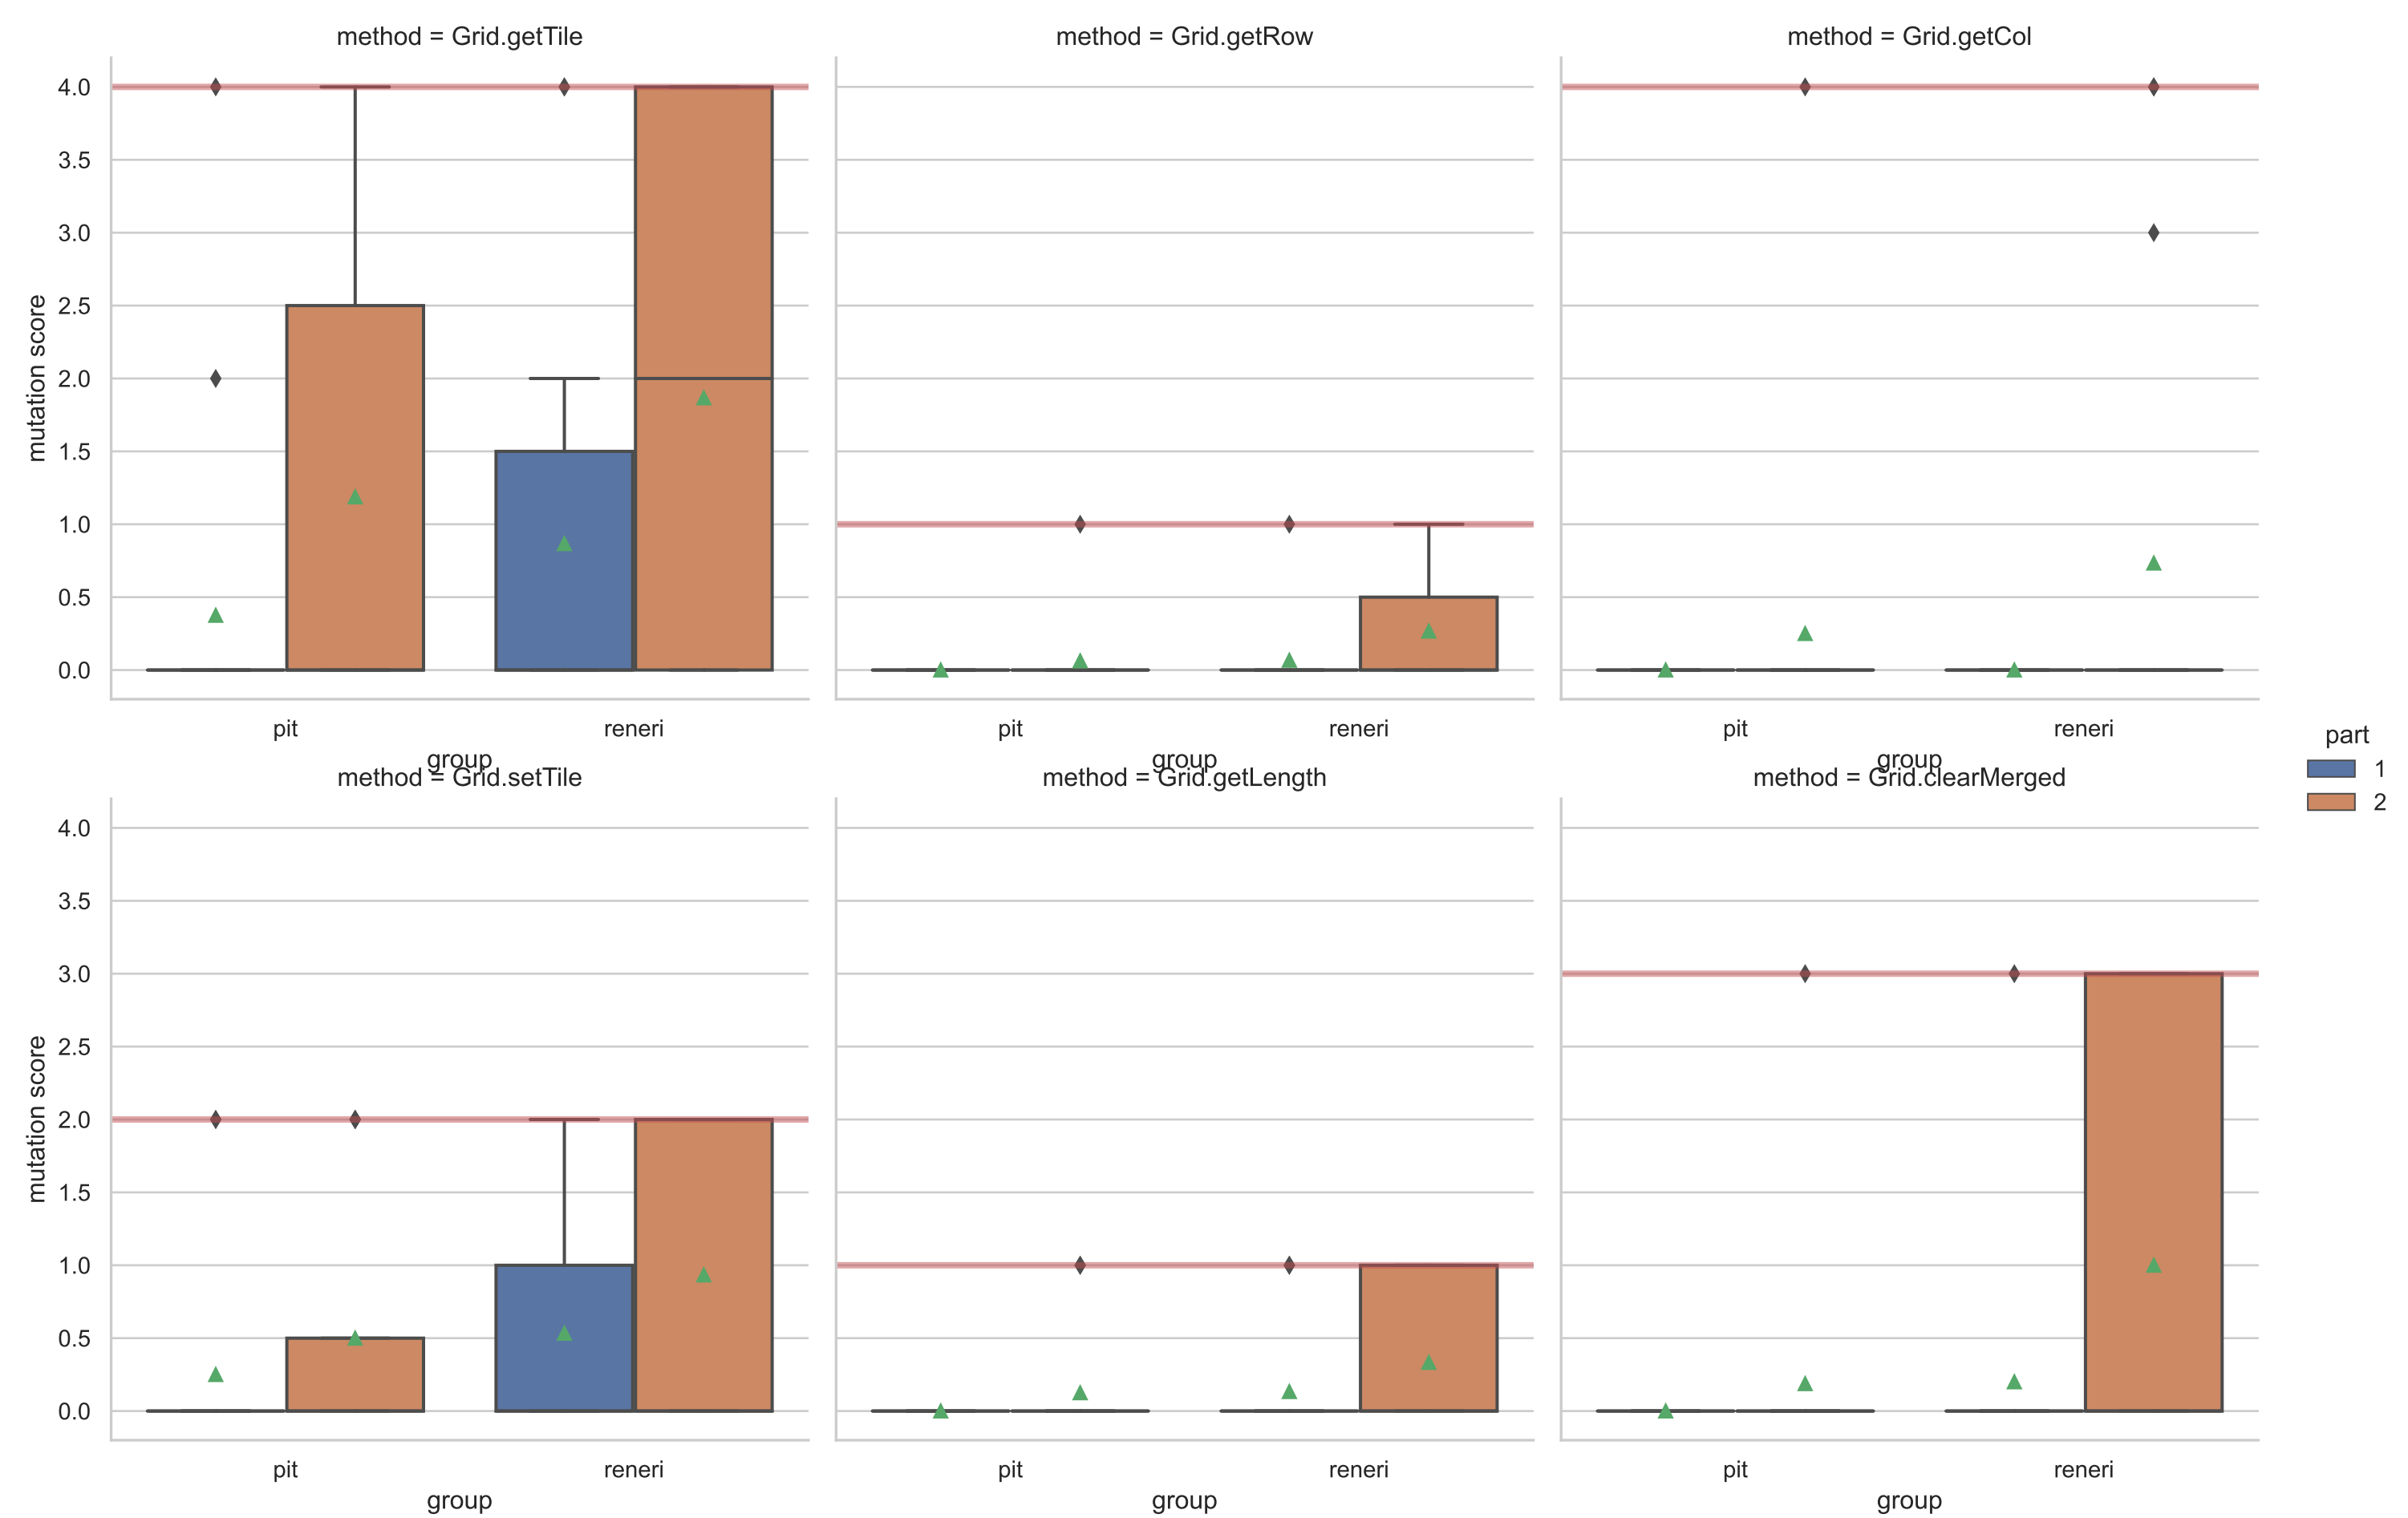 method = Grid.getTile
method = Grid.getRow
method = Grid.getCol
mutation score
4.0
3.5
3.0
2.5
2.0
1.5
1.0
0.5
0.0
pit
reneri
group
pit
reneri
group
pit
reneri
group
part
1
2
method = Grid.setTile
method = Grid.getLength
method = Grid.clearMerged
mutation score
4.0
3.5
3.0
2.5
2.0
1.5
1.0
0.5
0.0
pit
reneri
group
pit
reneri
group
pit
reneri
group